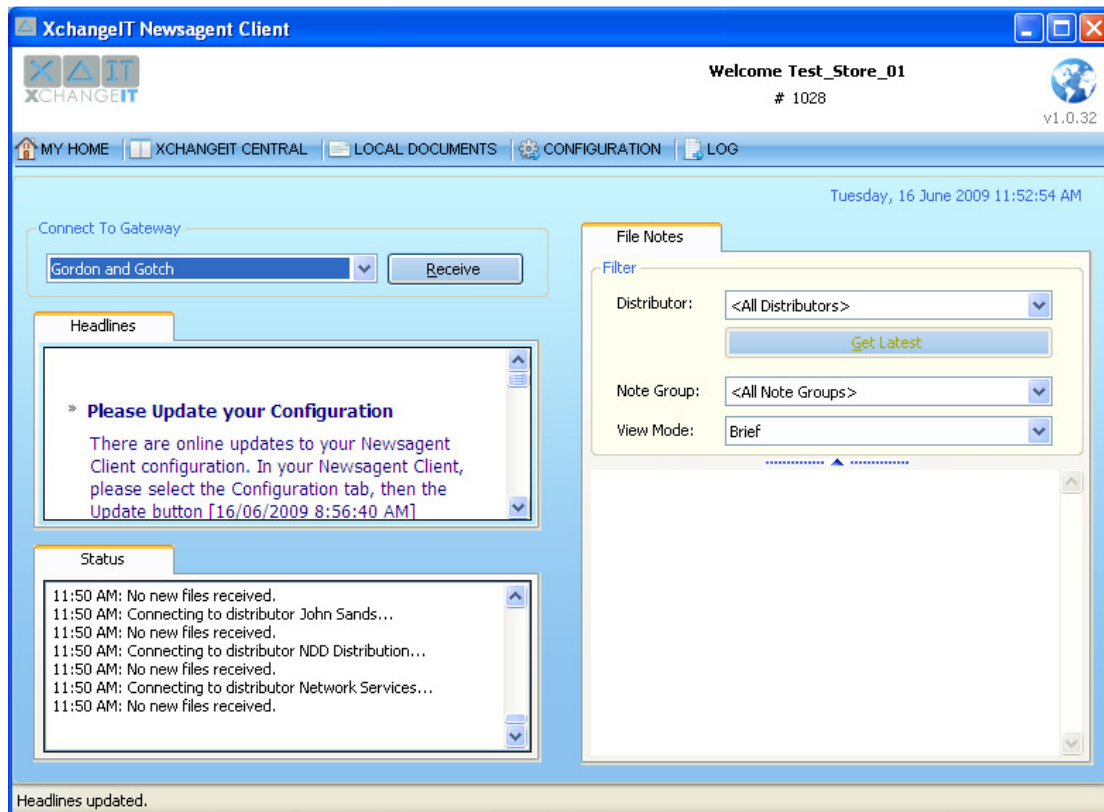 XchangeIT Newsagent Client
X IT
XCHANGEIT
Welcome Test_Store_01
# 1028
v1.0.32
MY HOME XCHANGEIT CENTRAL LOCAL DOCUMENTS CONFIGURATION LOG
Tuesday, 16 June 2009 11:52:54 AM
Connect To Gateway
Gordon and Gotch Receive
Headlines
» Please Update your Configuration
There are online updates to your Newsagent
Client configuration. In your Newsagent Client,
please select the Configuration tab, then the
Update button [16/06/2009 8:56:40 AM]
Status
11:50 AM: No new files received.
11:50 AM: Connecting to distributor John Sands...
11:50 AM: No new files received.
11:50 AM: Connecting to distributor NDD Distribution...
11:50 AM: No new files received.
11:50 AM: Connecting to distributor Network Services...
11:50 AM: No new files received.
File Notes
Filter
Distributor: <All Distributors>
Get Latest
Note Group: <All Note Groups>
View Mode: Brief
Headlines updated.